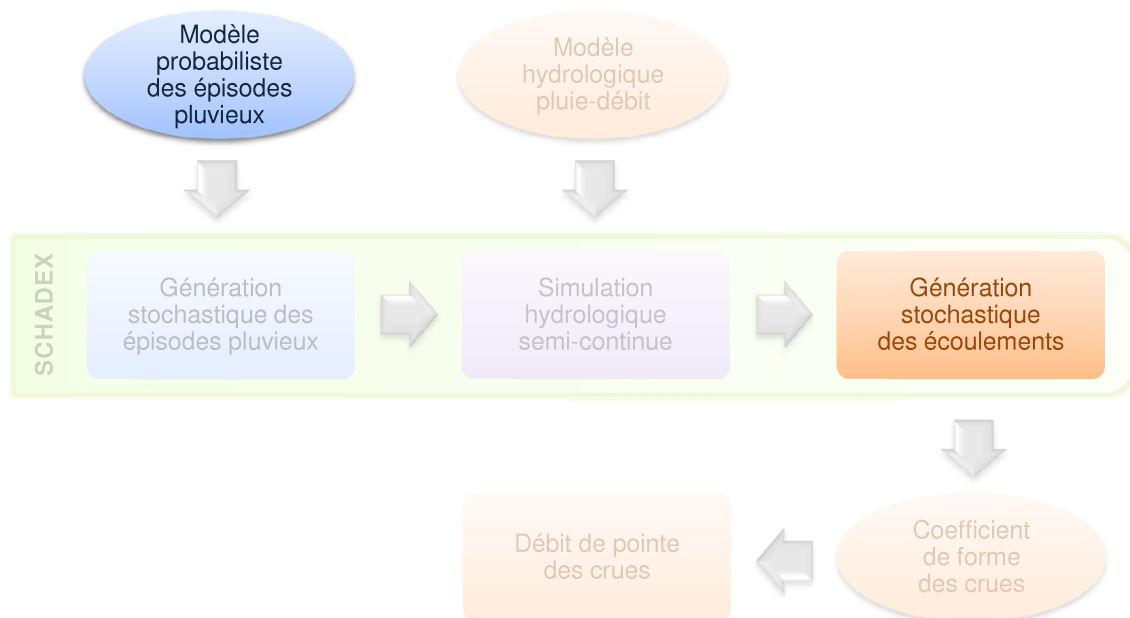 Modèle
probabiliste
des épisodes
pluvieux
Modèle
hydrologique
pluie-débit
SCHADEX
Génération
stochastique des
épisodes pluvieux
Simulation
hydrologique
semi-continue
Génération
stochastique
des écoulements
Débit de pointe
des crues
Coefficient
de forme
des crues